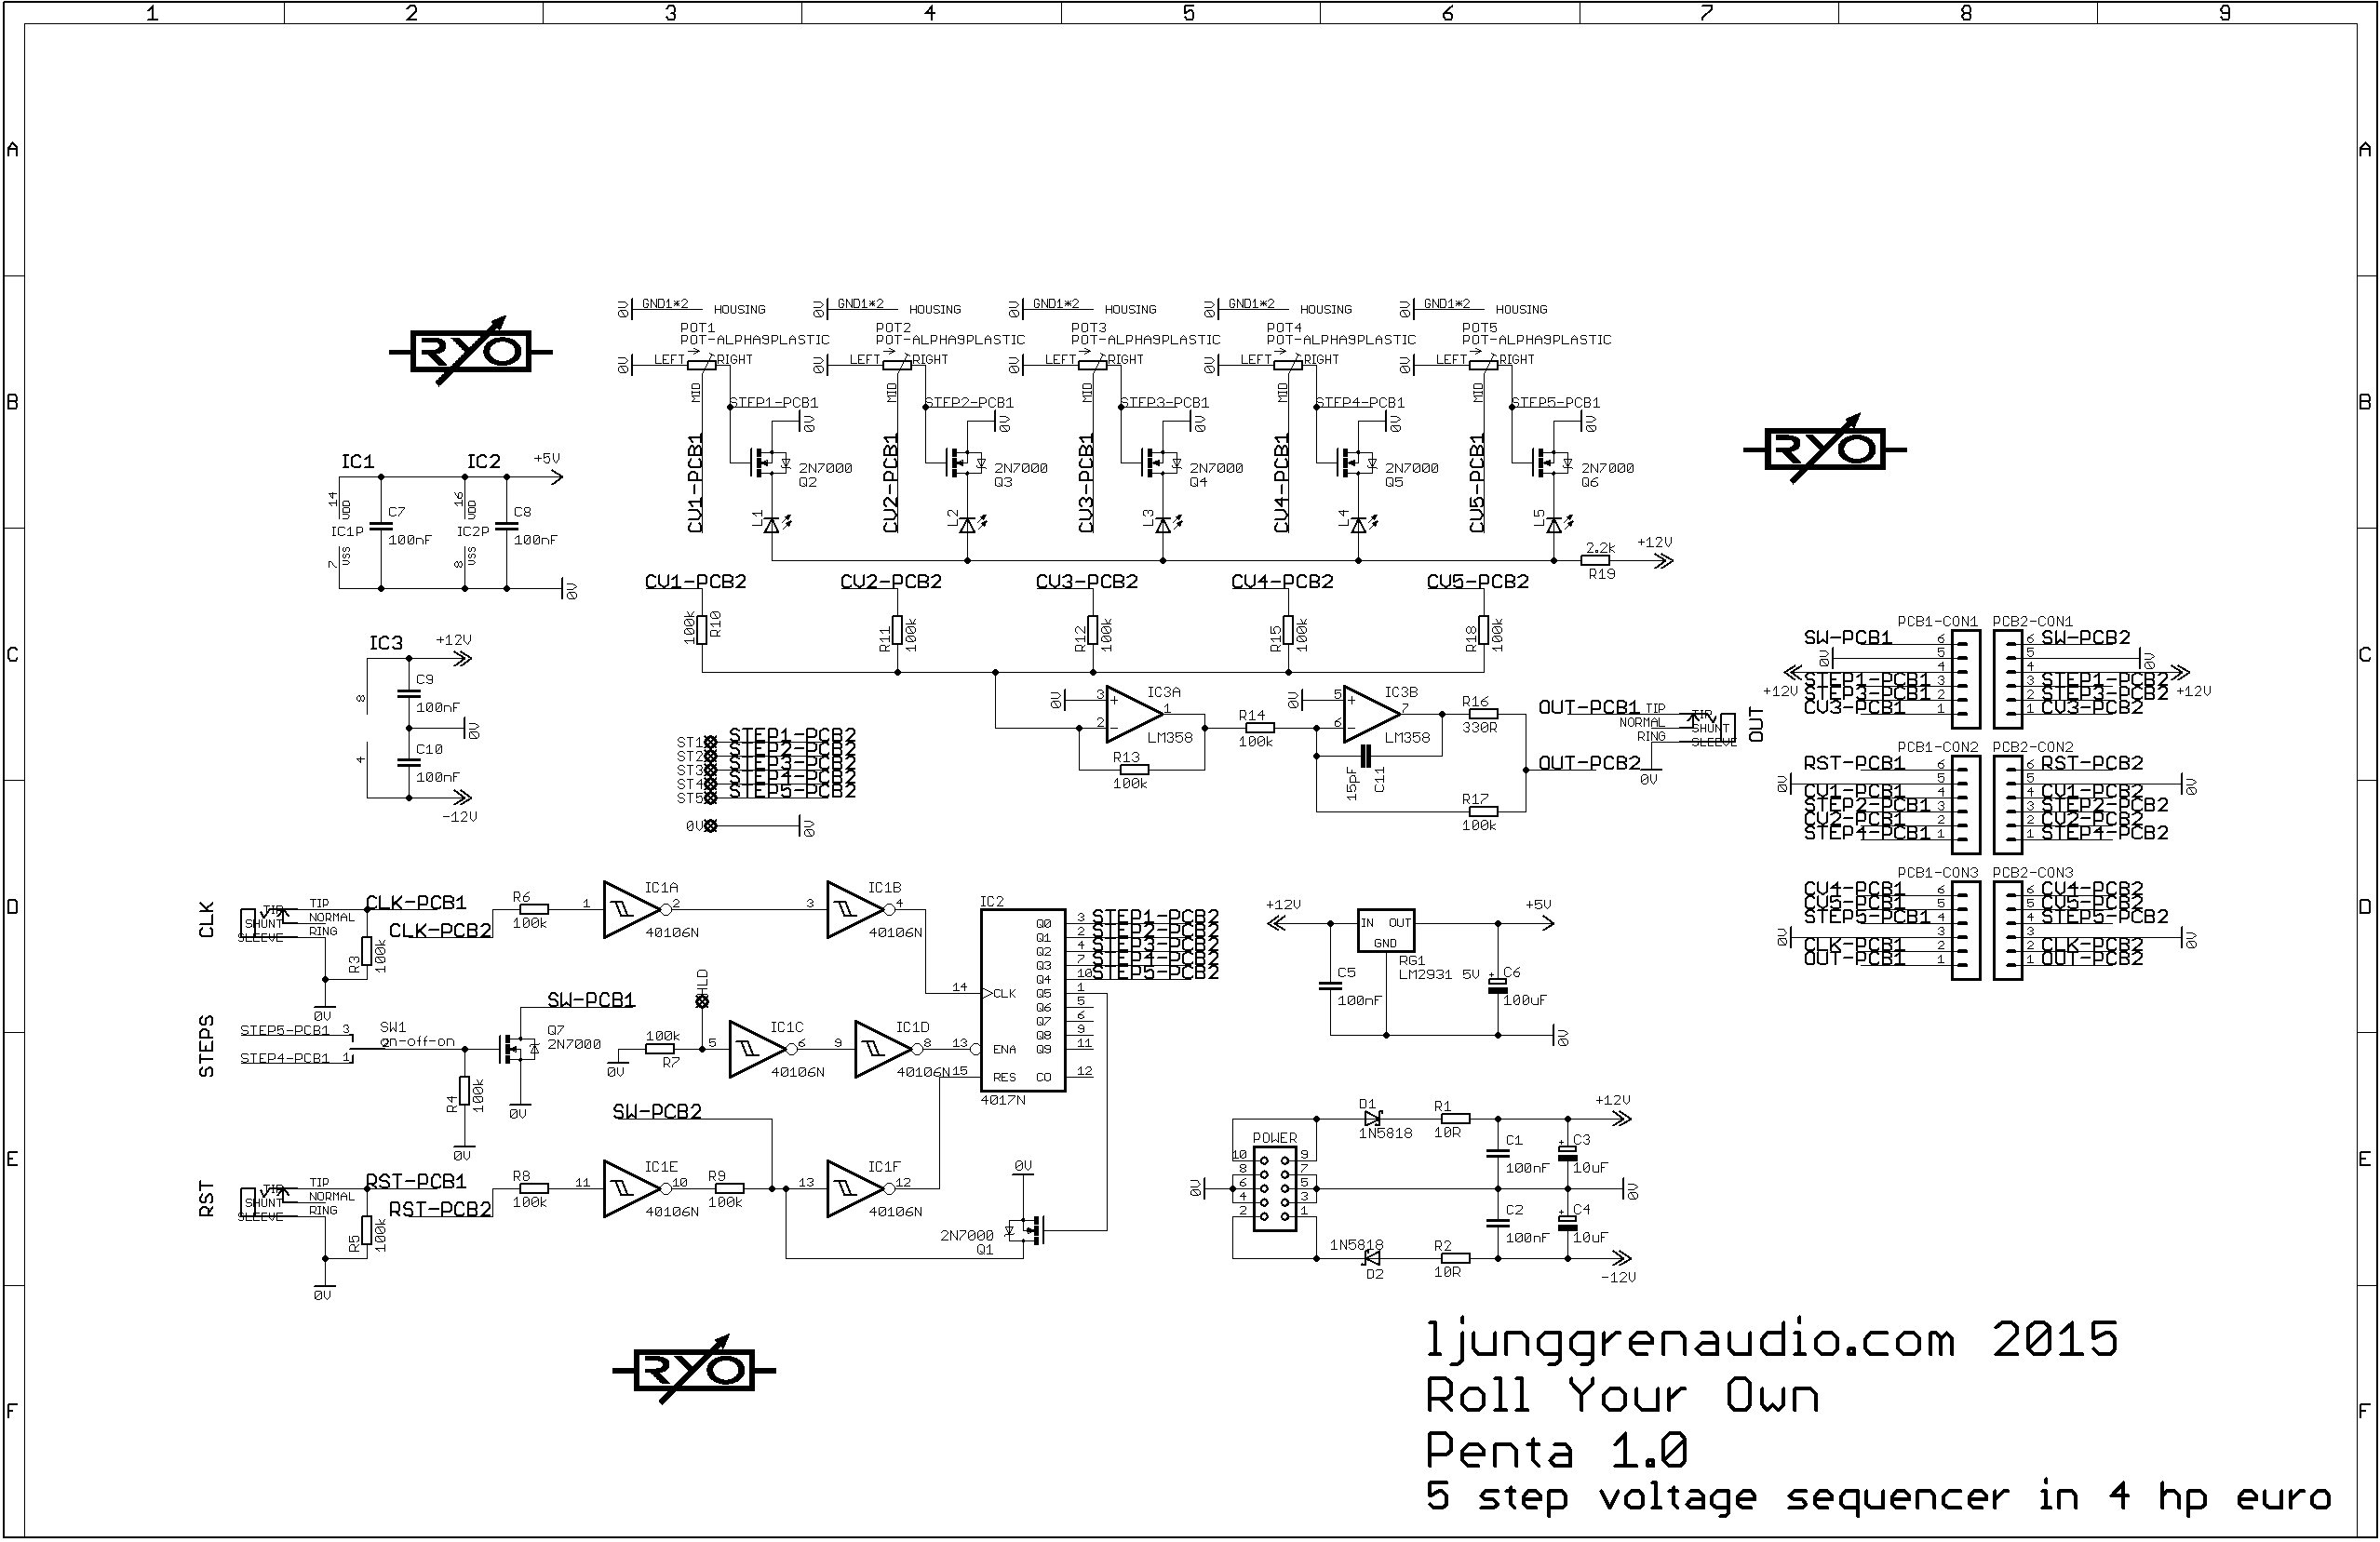 1 2 3 4 5 6 7 8 9
A A
GND1*2 HOUSING GND1*2 HOUSING GND1*2 HOUSING GND1*2 HOUSING GND1*2 HOUSING
0V 0V 0V 0V 0V
POT1 POT2 POT3 POT4 POT5
POT-ALPHA9PLASTIC POT-ALPHA9PLASTIC POT-ALPHA9PLASTIC POT-ALPHA9PLASTIC POT-ALPHA9PLASTIC
RYO
0V LEFT RIGHT 0V LEFT RIGHT 0V LEFT RIGHT 0V LEFT RIGHT 0V LEFT RIGHT
MID MID MID MID MID
B B
STEP1-PCB1 STEP2-PCB1 STEP3-PCB1 STEP4-PCB1 STEP5-PCB1
0V 0V 0V 0V 0V
RYO
CV1-PCB1 CV2-PCB1 CV3-PCB1 CV4-PCB1 CV5-PCB1
2N7000 2N7000 2N7000 2N7000 2N7000
Q2 Q3 Q4 Q5 Q6
L1 L2 L3 L4 L5
IC1 IC2 +5V
14 VDD 16 VDD
C7 C8
IC1P IC2P
100nF 100nF
7 VSS 8 VSS
0V
2.2k +12V
R19
CV1-PCB2 CV2-PCB2 CV3-PCB2 CV4-PCB2 CV5-PCB2
100k R10 R11 100k R12 100k R15 100k R18 100k
C C
IC3 +12V
8 C9
100nF
0V
4 C10
100nF
-12V
0V 3 IC3A 1
2 LM358
R13
100k
R14
100k
0V 5 IC3B 7
6 LM358
15pF C11
R16
330R
R17
100k
OUT-PCB1 TIP TIP
NORMAL SHUNT
RING SLEEVE
OUT
OUT-PCB2 0V
ST1 STEP1-PCB2
ST2 STEP2-PCB2
ST3 STEP3-PCB2
ST4 STEP4-PCB2
ST5 STEP5-PCB2
0V 0V
PCB1-CON1 PCB2-CON1
SW-PCB1 6 6 SW-PCB2
0V 5 5 0V
+12V 4 4 +12V
STEP1-PCB1 3 3 STEP1-PCB2
STEP3-PCB1 2 2 STEP3-PCB2
CV3-PCB1 1 1 CV3-PCB2
PCB1-CON2 PCB2-CON2
RST-PCB1 6 6 RST-PCB2
0V 5 5 0V
CV1-PCB1 4 4 CV1-PCB2
STEP2-PCB1 3 3 STEP2-PCB2
CV2-PCB1 2 2 CV2-PCB2
STEP4-PCB1 1 1 STEP4-PCB2
PCB1-CON3 PCB2-CON3
CV4-PCB1 6 6 CV4-PCB2
CV5-PCB1 5 5 CV5-PCB2
STEP5-PCB1 4 4 STEP5-PCB2
0V 3 3 0V
CLK-PCB1 2 2 CLK-PCB2
OUT-PCB1 1 1 OUT-PCB2
D D
CLK
TIP TIP CLK-PCB1
SHUNT NORMAL
SLEEVE RING CLK-PCB2
R3 100k
0V
R6
100k
1 IC1A 2
40106N
3 IC1B 4
40106N
IC2
Q0 3 STEP1-PCB2
Q1 2 STEP2-PCB2
Q2 4 STEP3-PCB2
Q3 7 STEP4-PCB2
Q4 10 STEP5-PCB2
14 CLK Q5 1
Q6 5
Q7 6
Q8 9
13 ENA Q9 11
15 RES CO 12
4017N
+12V IN OUT +5V
GND
RG1
LM2931 5V
C5
100nF
C6
100uF
0V
STEPS
STEP5-PCB1 3 SW1
2 on-off-on
STEP4-PCB1 1
SW-PCB1
Q7
2N7000
R4 100k
0V
0V
HLD
100k
R7
0V
5 IC1C 6
40106N
9 IC1D 8
40106N
SW-PCB2
E E
RST
TIP TIP RST-PCB1
SHUNT NORMAL
SLEEVE RING RST-PCB2
R5 100k
0V
R8
100k
11 IC1E 10
40106N
R9
100k
13 IC1F 12
40106N
0V
2N7000
Q1
POWER
10 9
8 7
6 5
4 3
2 1
0V
D1
1N5818
R1
10R
+12V
C1
100nF
C3
10uF
0V
C2
100nF
C4
10uF
1N5818
D2
R2
10R
-12V
RYO
F F
ljunggrenaudio.com 2015
Roll Your Own
Penta 1.0
5 step voltage sequencer in 4 hp euro